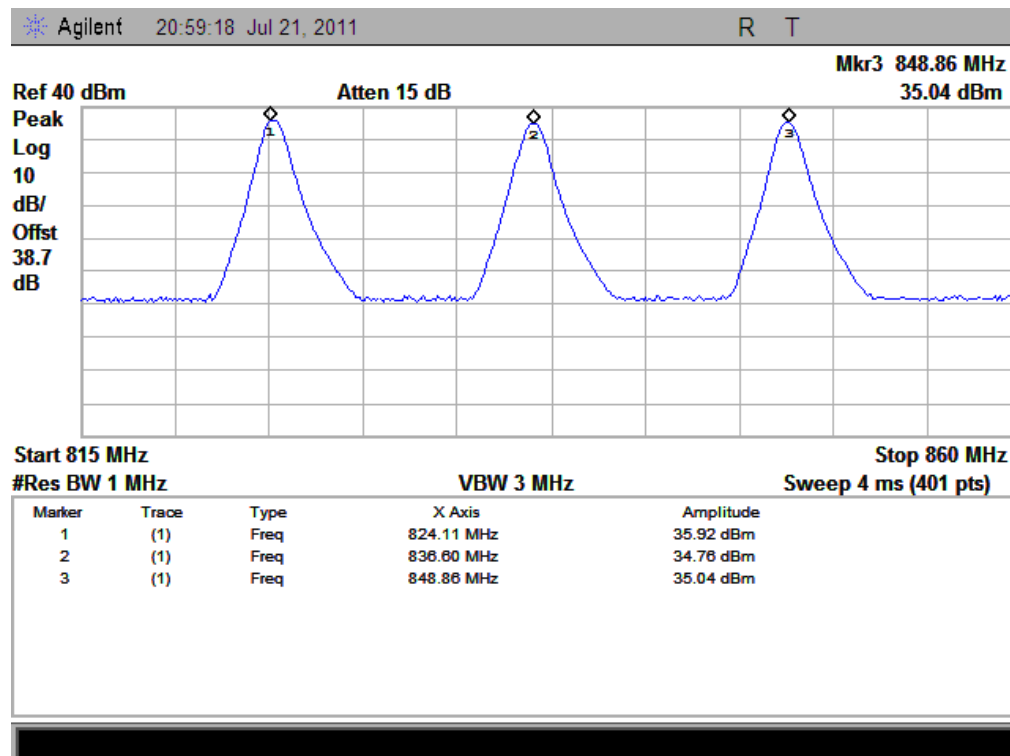 Agilent 20:59:18 Jul 21, 2011 R T
Mkr3 848.86 MHz
Ref 40 dBm Atten 15 dB 35.04 dBm
Peak
Log
10
dB/
Offst
38.7
dB
1 2 3
Start 815 MHz Stop 860 MHz
#Res BW 1 MHz VBW 3 MHz Sweep 4 ms (401 pts)
Marker Trace Type X Axis Amplitude
1 (1) Freq 824.11 MHz 35.92 dBm
2 (1) Freq 836.60 MHz 34.76 dBm
3 (1) Freq 848.86 MHz 35.04 dBm